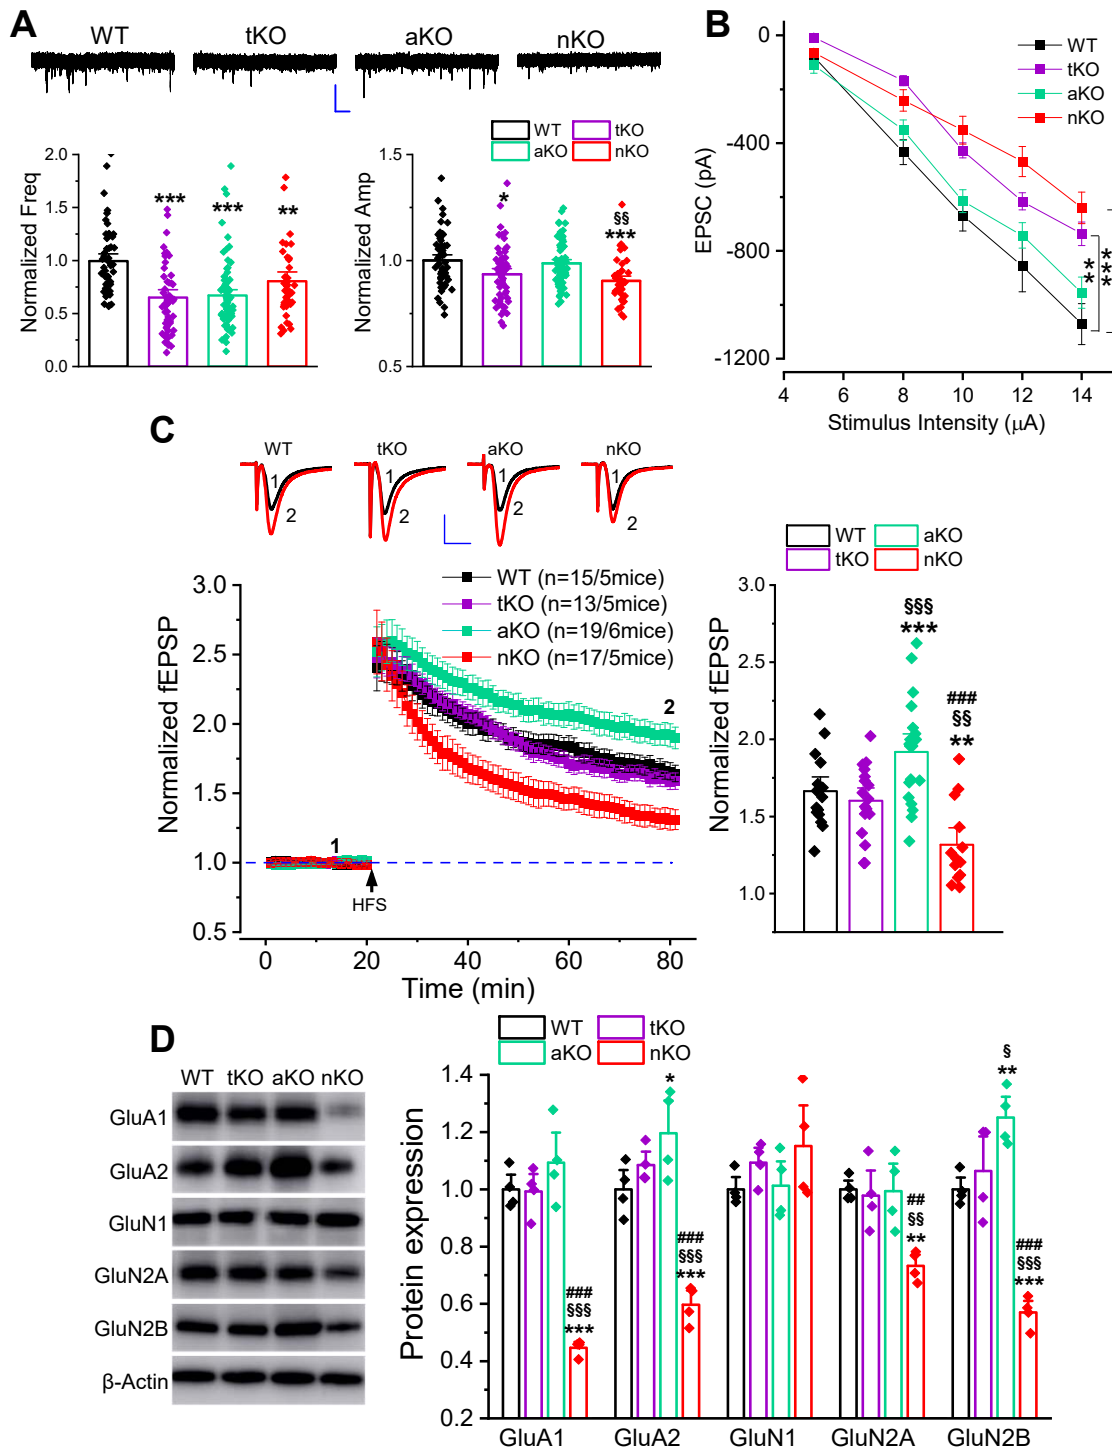 A
WT
tKO
aKO
nKO
WT
tKO
aKO
nKO
Normalized Freq
2.0
1.5
1.0
0.5
0.0
***
***
**
Normalized Amp
1.5
1.0
0.5
*
§§
***
B
EPSC (pA)
0
-400
-800
-1200
4
6
8
10
12
14
Stimulus Intensity (μA)
WT
tKO
aKO
nKO
**
***
C
WT
tKO
aKO
nKO
1
2
1
2
1
2
1
2
Normalized fEPSP
3.0
2.5
2.0
1.5
1.0
0.5
WT (n=15/5mice)
tKO (n=13/5mice)
aKO (n=19/6mice)
nKO (n=17/5mice)
2
1
HFS
0
20
40
60
80
Time (min)
WT
aKO
tKO
nKO
Normalized fEPSP
3.0
2.5
2.0
1.5
1.0
§§§
***
###
§§
**
D
WT tKO aKO nKO
GluA1
GluA2
GluN1
GluN2A
GluN2B
β-Actin
WT
tKO
aKO
nKO
Protein expression
1.4
1.2
1.0
0.8
0.6
0.4
0.2
###
§§§
***
*
###
§§§
***
##
§§
**
§
**
###
§§§
***
GluA1
GluA2
GluN1
GluN2A
GluN2B